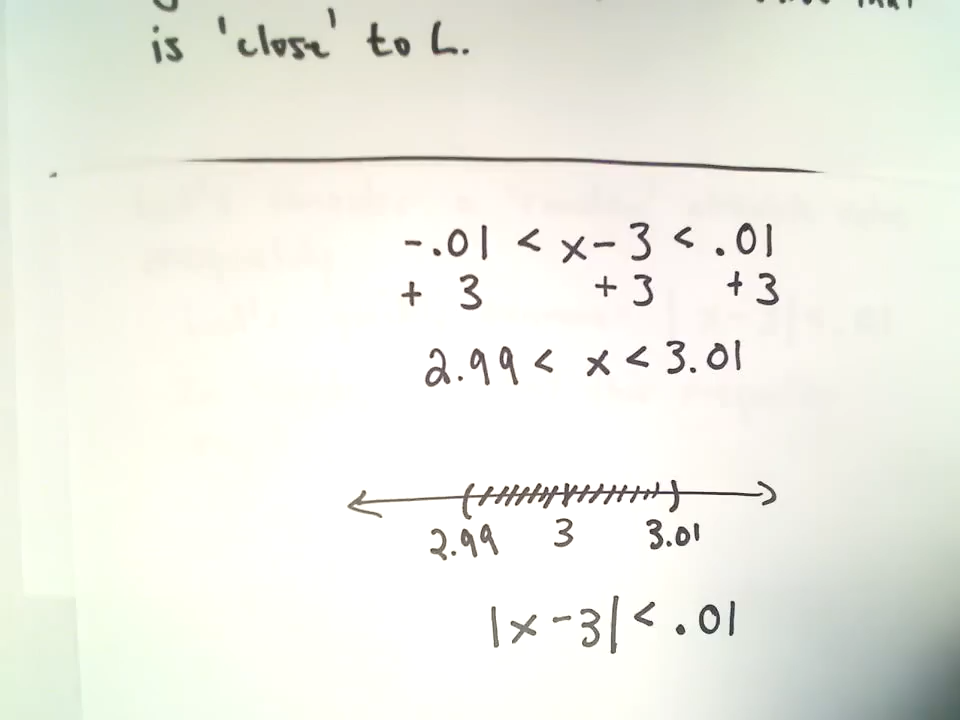 is 'close' to L.
-.01 < x-3 < .01
+ 3 +3 +3
2.99 < x < 3.01
2.99 3 3.01
|x-3| < .01